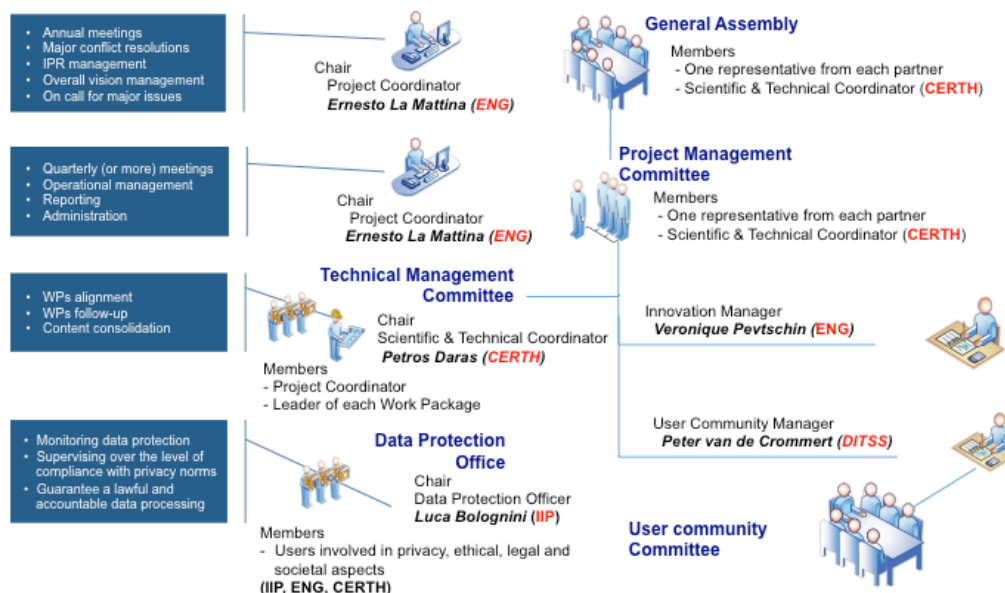 • Annual meetings
• Major conflict resolutions
• IPR management
• Overall vision management
• On call for major issues
Chair
Project Coordinator
Ernesto La Mattina (ENG)
General Assembly
Members
- One representative from each partner
- Scientific & Technical Coordinator (CERTH)
• Quarterly (or more) meetings
• Operational management
• Reporting
• Administration
Chair
Project Coordinator
Ernesto La Mattina (ENG)
Project Management
Committee
Members
- One representative from each partner
- Scientific & Technical Coordinator (CERTH)
• WPs alignment
• WPs follow-up
• Content consolidation
Technical Management
Committee
Chair
Scientific & Technical Coordinator
Petros Daras (CERTH)
Members
- Project Coordinator
- Leader of each Work Package
Innovation Manager
Veronique Pevtschin (ENG)
User Community Manager
Peter van de Crommert (DITSS)
• Monitoring data protection
• Supervising over the level of
compliance with privacy norms
• Guarantee a lawful and
accountable data processing
Data Protection
Office
Chair
Data Protection Officer
Luca Bolognini (IIP)
Members
- Users involved in privacy, ethical, legal and
societal aspects
(IIP, ENG, CERTH)
User community
Committee